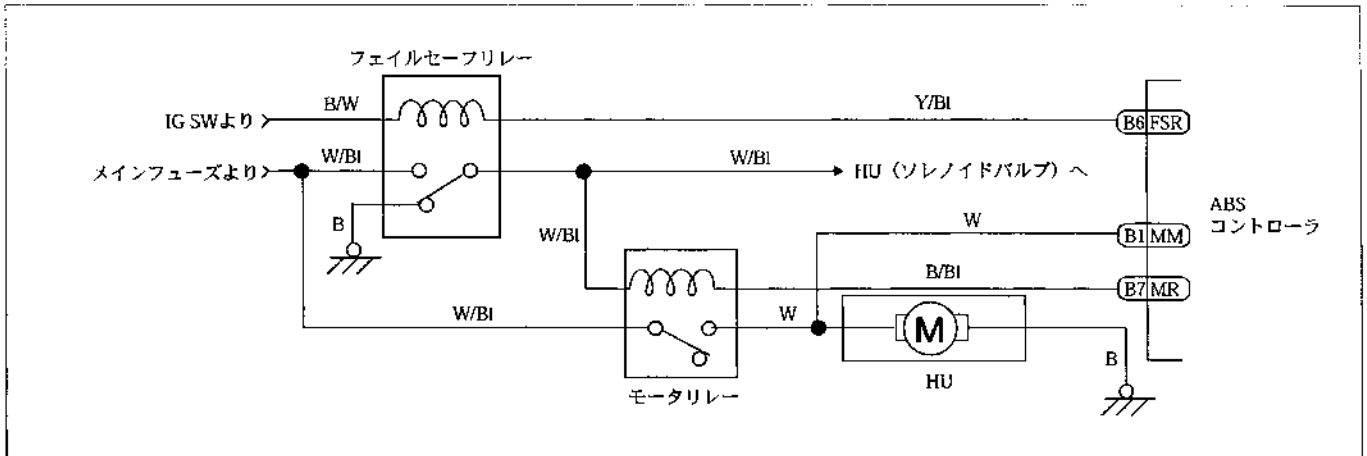 フェイルセーフリレー
B/W
Y/Bl
IG SWより
B6 FSR
W/Bl
W/Bl
メインフューズより
HU（ソレノイドバルブ）へ
ABS
コントローラ
B
W
B1 MM
W/Bl
B/Bl
B7 MR
W/Bl
W
M
B
HU
モータリレー